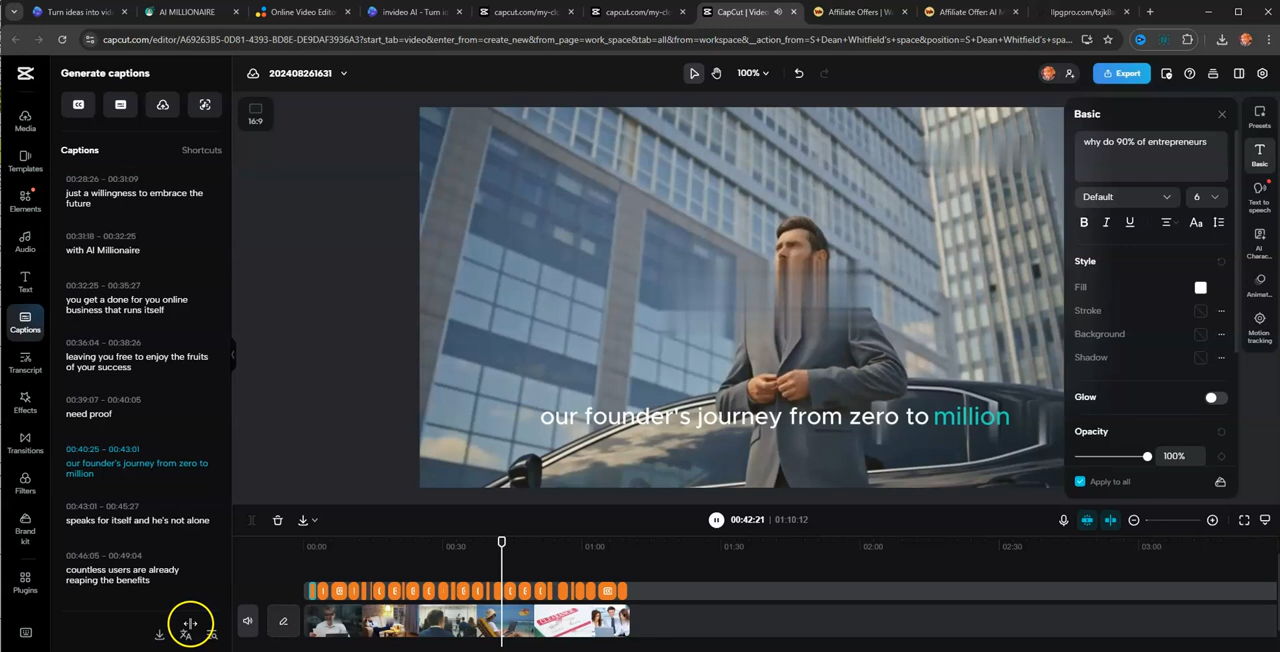 Turn ideas into vid
AI MILLIONAIRE
Online Video Editor
invideo AI - Turn i
capcut.com/my-clo
capcut.com/my-clo
CapCut | Video
Affiliate Offers | W
Affiliate Offer: AI M
llpgpro.com/txjk8a
capcut.com/editor/A69263B5-0D81-4393-BD8E-DE9DAF3936A3?start_tab=video&enter_from=create_new&from_page=work_space&tab=all&from=workspace&__action_from=S+Dean+Whitfield's+space&position=S+Dean+Whitfield's+spa...
Generate captions
202408261631
100%
Export
Media
Templates
Elements
Audio
Text
Captions
Transcript
Effects
Transitions
Filters
Brand
kit
Plugins
Captions
Shortcuts
00:28:26 – 00:31:09
just a willingness to embrace the
future
00:31:18 – 00:32:25
with AI Millionaire
00:32:25 – 00:35:27
you get a done for you online
business that runs itself
00:36:04 – 00:38:26
leaving you free to enjoy the fruits
of your success
00:39:07 – 00:40:05
need proof
00:40:25 – 00:43:01
our founder's journey from zero to
million
00:43:01 – 00:45:27
speaks for itself and he's not alone
00:46:05 – 00:49:04
countless users are already
reaping the benefits
16:9
our founder's journey from zero to million
Basic
why do 90% of entrepreneurs
Default
6
B I U Aa
Style
Fill
Stroke
Background
Shadow
Glow
Opacity
100%
Apply to all
Presets
Basic
Text to
speech
AI
Charac...
Animat...
Motion
tracking
00:42:21 | 01:10:12
00:00
00:30
01:00
01:30
02:00
02:30
03:00